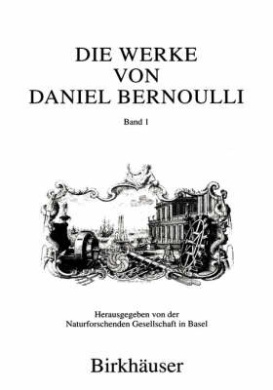 DIE WERKE
VON
DANIEL BERNOULLI
Band 1
Herausgegeben von der
Naturforschenden Gesellschaft in Basel
Birkhäuser